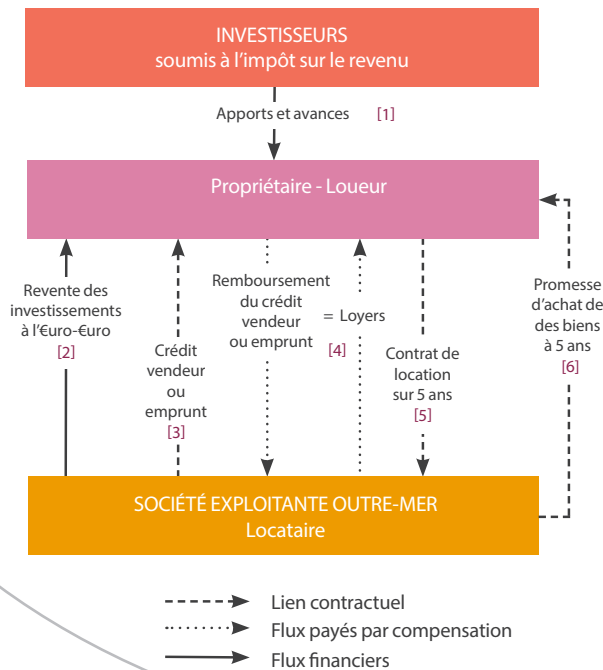 INVESTISSEURS
soumis à l'impôt sur le revenu
Apports et avances [1]
Propriétaire - Loueur
Revente des
investissements
à l'€uro-€uro
[2]
Crédit
vendeur
ou
emprunt
[3]
Remboursement
du crédit
vendeur
ou emprunt
= Loyers
[4]
Contrat de
location
sur 5 ans
[5]
Promesse
d'achat de
des biens
à 5 ans
[6]
SOCIÉTÉ EXPLOITANTE OUTRE-MER
Locataire
Lien contractuel
Flux payés par compensation
Flux financiers